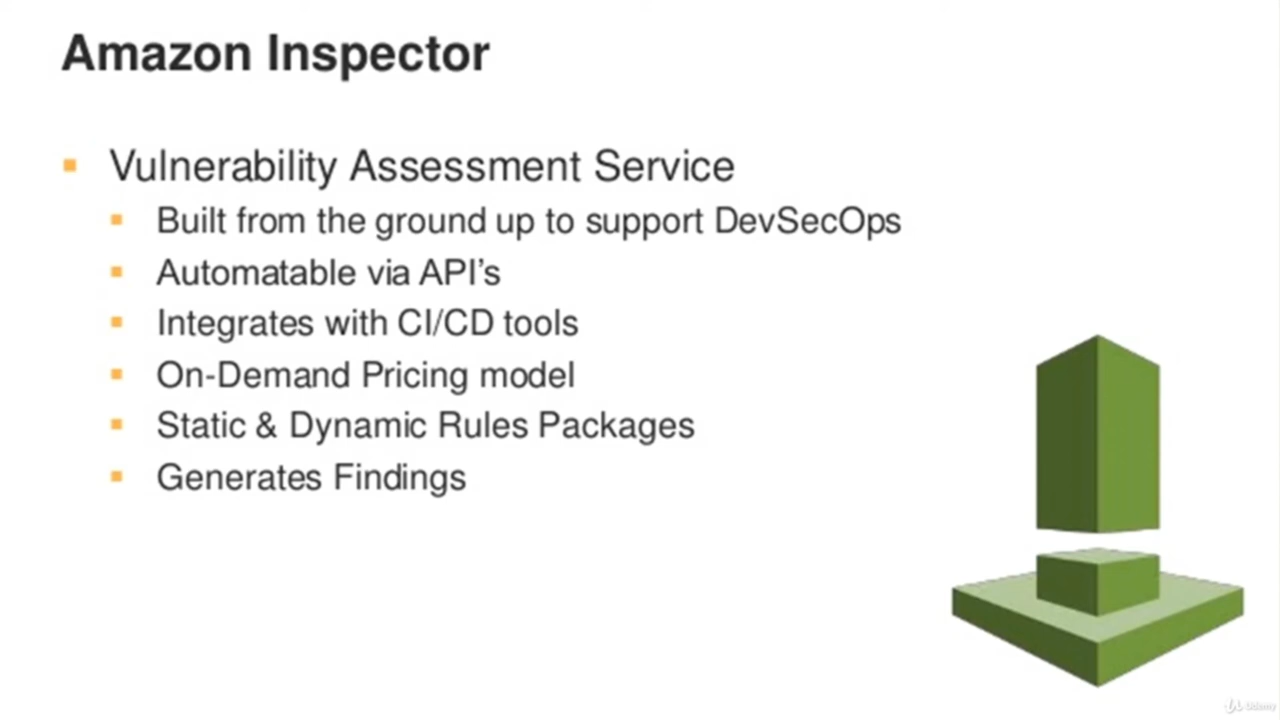 Amazon Inspector
Vulnerability Assessment Service
Built from the ground up to support DevSecOps
Automatable via API’s
Integrates with CI/CD tools
On-Demand Pricing model
Static & Dynamic Rules Packages
Generates Findings
Udemy